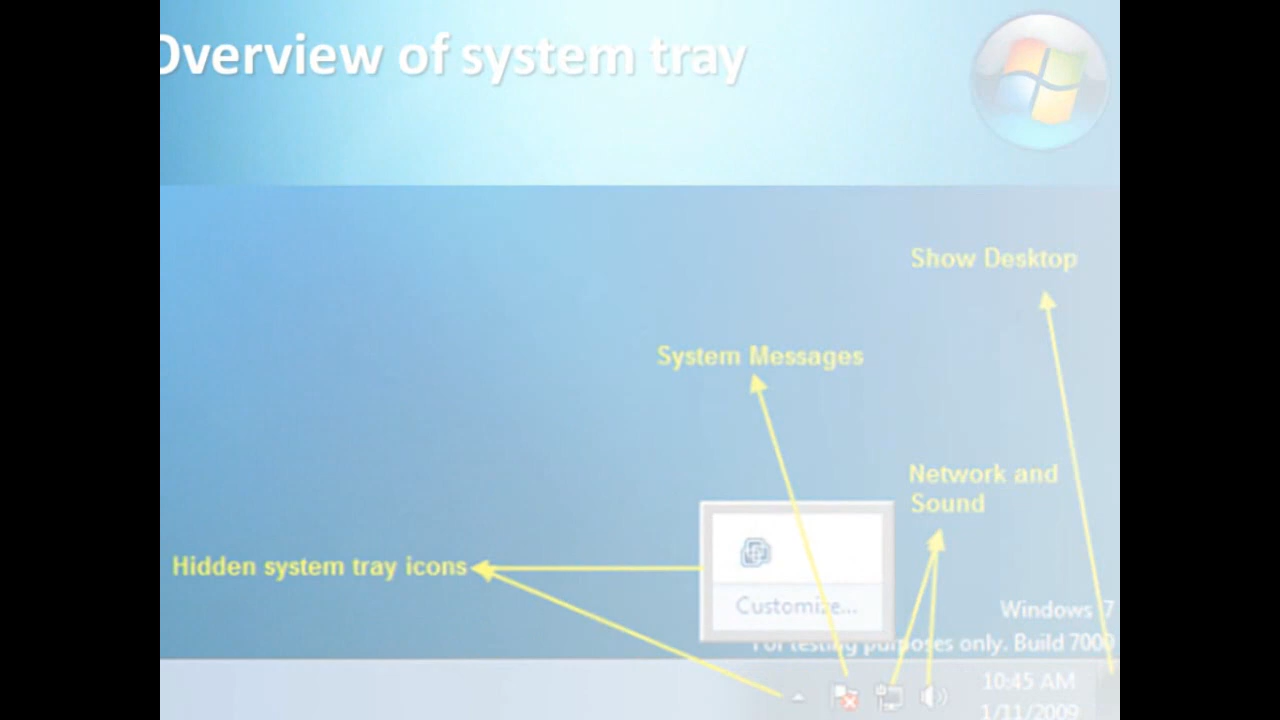 Overview of system tray
Show Desktop
System Messages
Network and
Sound
Hidden system tray icons
Customize...
Windows 7
For testing purposes only. Build 7000
10:45 AM
1/11/2009